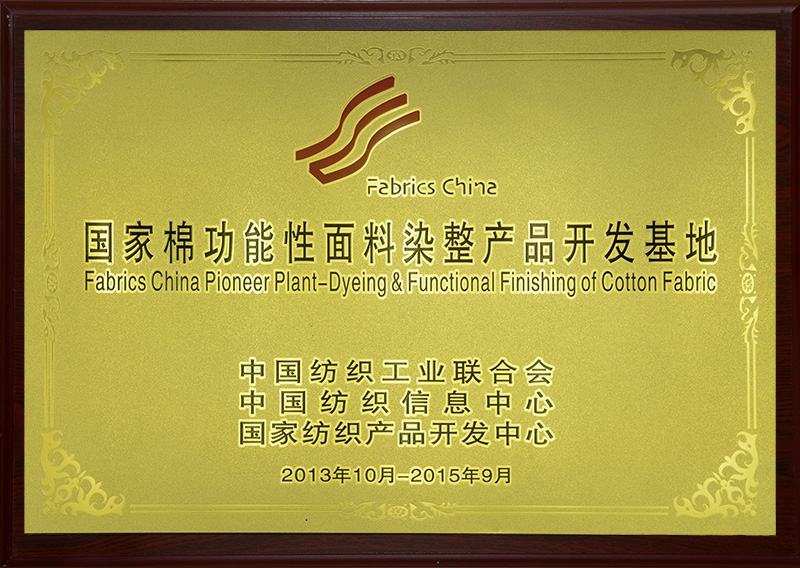 Fabrics China
国家棉功能性面料染整产品开发基地
Fabrics China Pioneer Plant-Dyeing & Functional Finishing of Cotton Fabric
中国纺织工业联合会
中国纺织信息中心
国家纺织产品开发中心
2013年10月-2015年9月